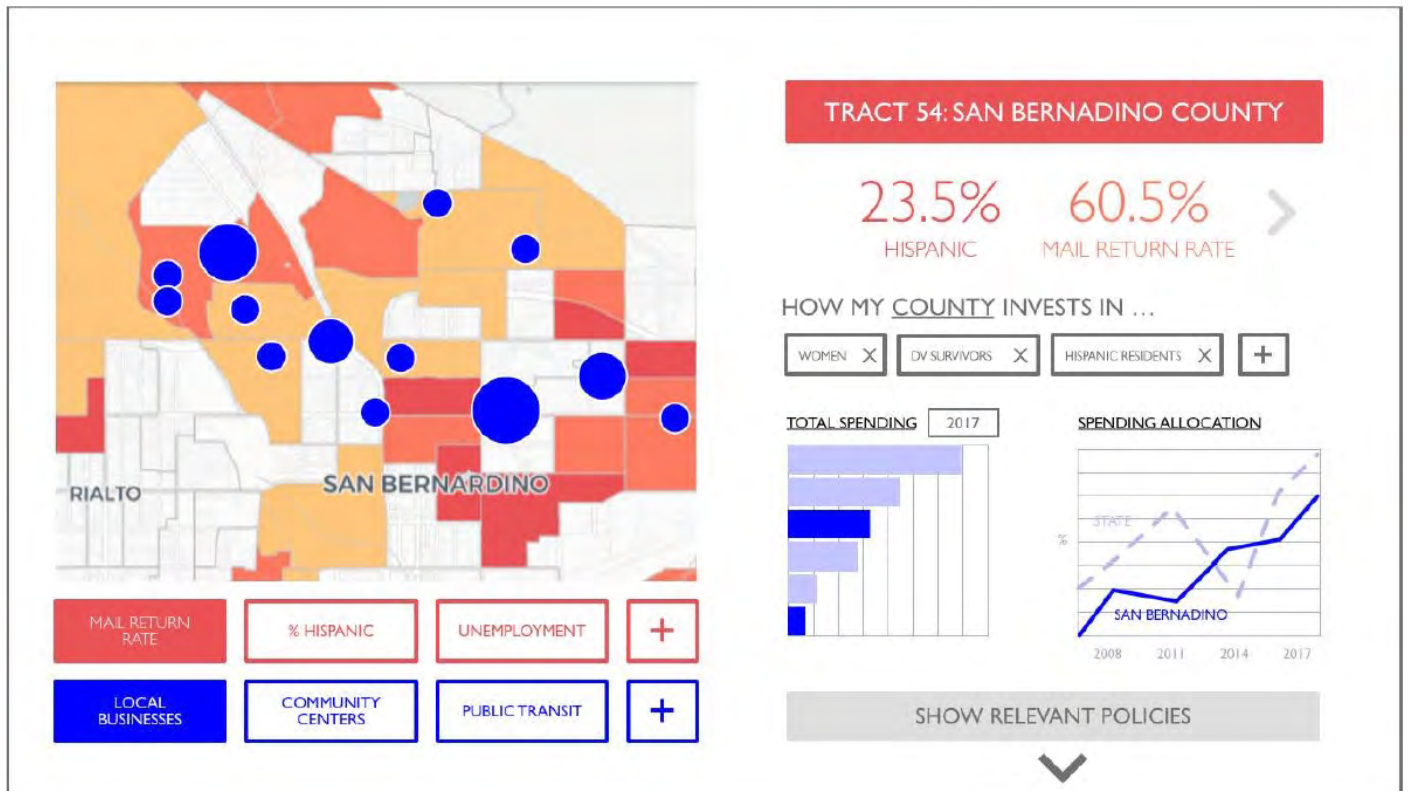 RIALTO
SAN BERNARDINO
MAIL RETURN
RATE
% HISPANIC
UNEMPLOYMENT
+
LOCAL
BUSINESSES
COMMUNITY
CENTERS
PUBLIC TRANSIT
+
TRACT 54: SAN BERNADINO COUNTY
23.5%
HISPANIC
60.5%
MAIL RETURN RATE
HOW MY COUNTY INVESTS IN ...
WOMEN X
DV SURVIVORS X
HISPANIC RESIDENTS X
+
TOTAL SPENDING 2017
SPENDING ALLOCATION
%
STATE
SAN BERNADINO
2008 2011 2014 2017
SHOW RELEVANT POLICIES